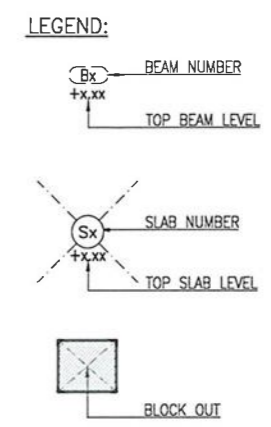 LEGEND:
Bx
BEAM NUMBER
+x,xx
TOP BEAM LEVEL
Sx
SLAB NUMBER
+x,xx
TOP SLAB LEVEL
BLOCK OUT